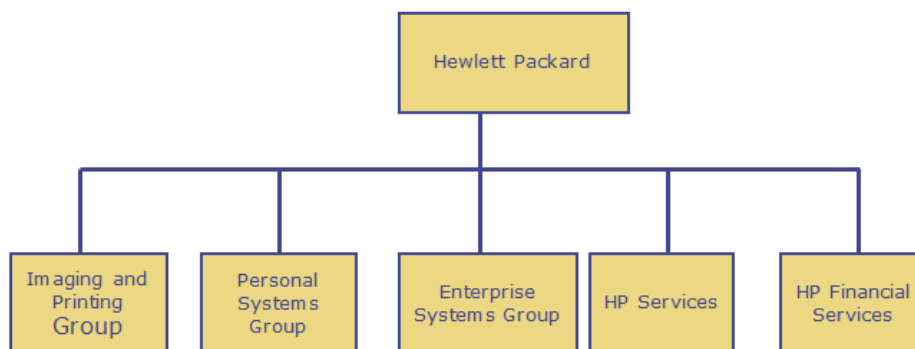 Hewlett Packard
Imaging and
Printing
Group
Personal
Systems
Group
Enterprise
Systems Group
HP Services
HP Financial
Services